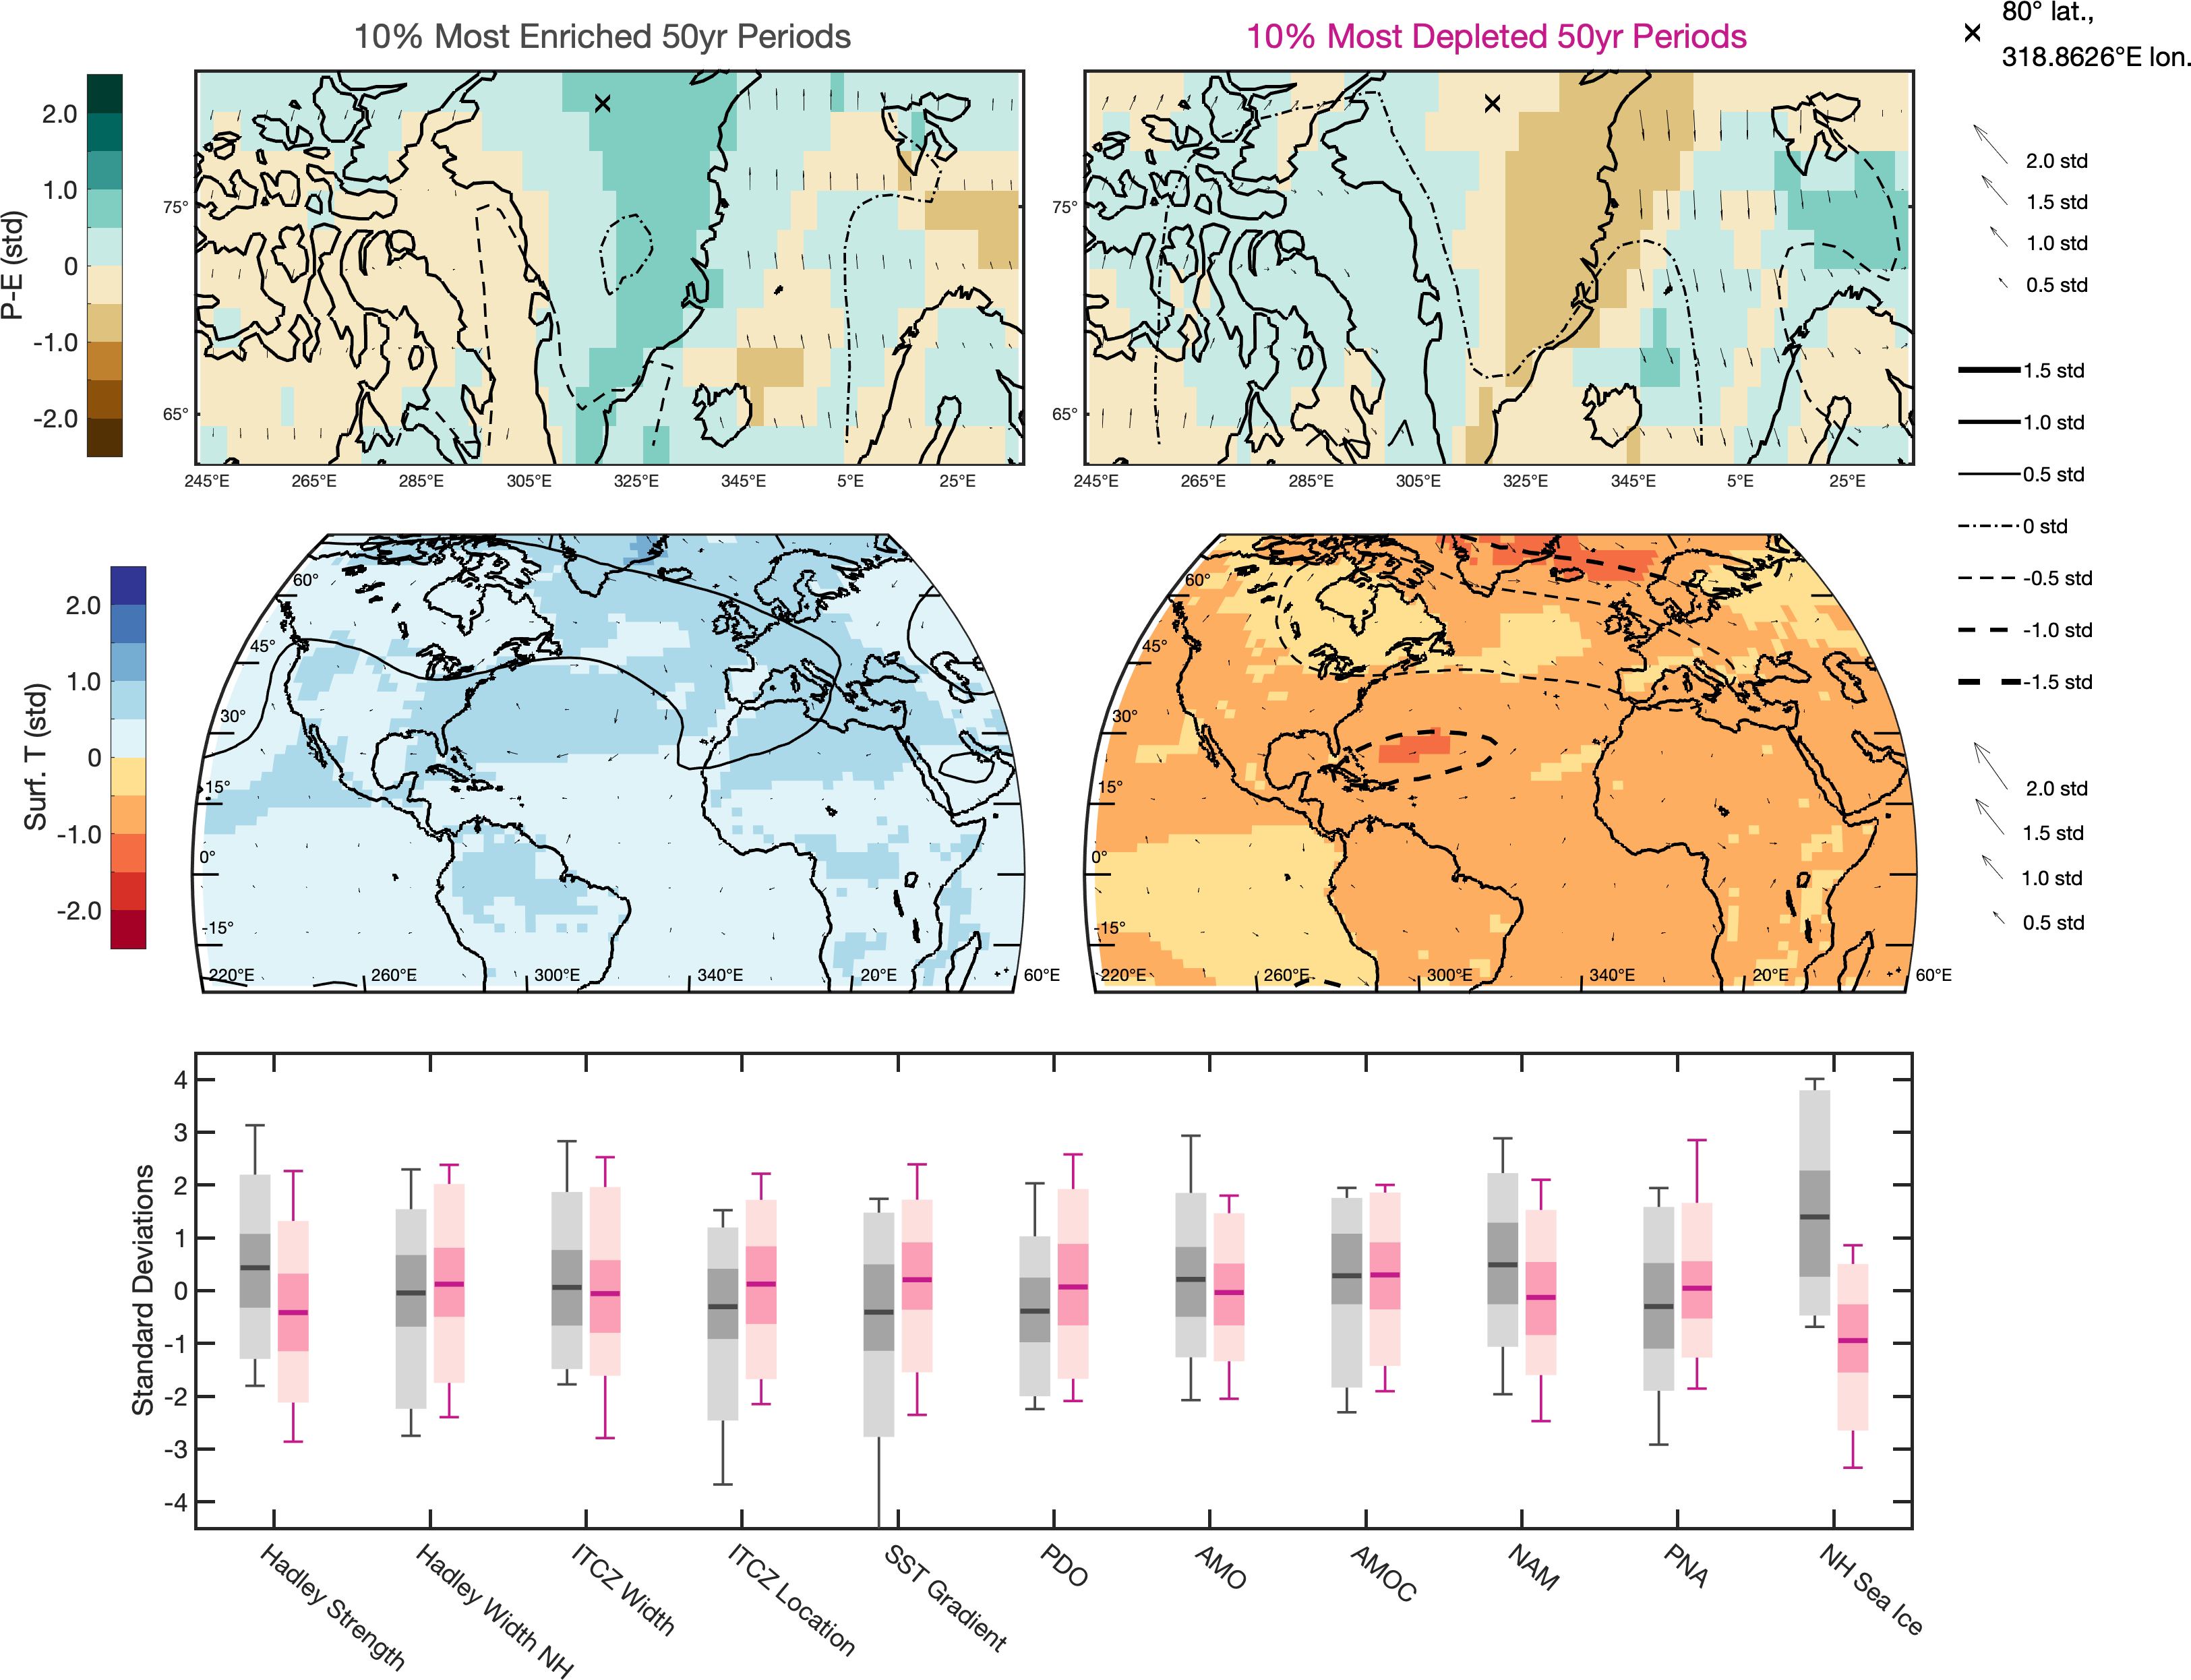 10% Most Enriched 50yr Periods
10% Most Depleted 50yr Periods
80° lat.,
318.8626°E lon.
P-E (std)
2.0
1.0
0
-1.0
-2.0
75°
65°
245°E 265°E 285°E 305°E 325°E 345°E 5°E 25°E
75°
65°
245°E 265°E 285°E 305°E 325°E 345°E 5°E 25°E
2.0 std
1.5 std
1.0 std
0.5 std
1.5 std
1.0 std
0.5 std
0 std
-0.5 std
-1.0 std
-1.5 std
2.0 std
1.5 std
1.0 std
0.5 std
Surf. T (std)
2.0
1.0
0
-1.0
-2.0
60°
45°
30°
15°
0°
-15°
220°E 260°E 300°E 340°E 20°E 60°E
60°
45°
30°
15°
0°
-15°
220°E 260°E 300°E 340°E 20°E 60°E
Standard Deviations
4
3
2
1
0
-1
-2
-3
-4
Hadley Strength
Hadley Width NH
ITCZ Width
ITCZ Location
SST Gradient
PDO
AMO
AMOC
NAM
PNA
NH Sea Ice